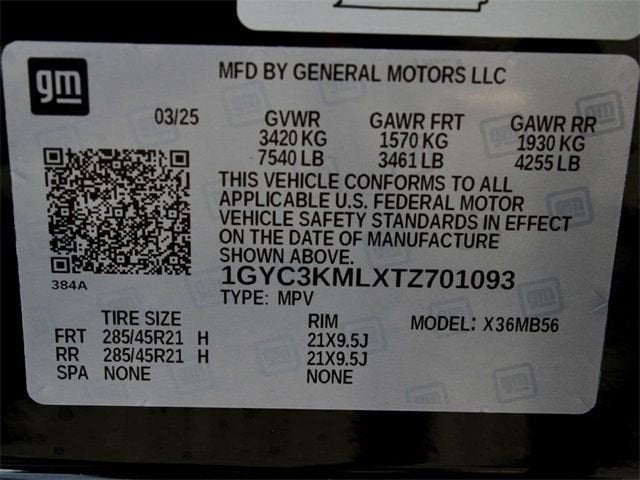 gm
MFD BY GENERAL MOTORS LLC
03/25 GVWR GAWR FRT GAWR RR
3420 KG 1570 KG 1930 KG
7540 LB 3461 LB 4255 LB
THIS VEHICLE CONFORMS TO ALL
APPLICABLE U.S. FEDERAL MOTOR
VEHICLE SAFETY STANDARDS IN EFFECT
ON THE DATE OF MANUFACTURE
SHOWN ABOVE.
384A
1GYC3KMLXTZ701093
TYPE: MPV
TIRE SIZE RIM MODEL: X36MB56
FRT 285/45R21 H 21X9.5J
RR 285/45R21 H 21X9.5J
SPA NONE NONE